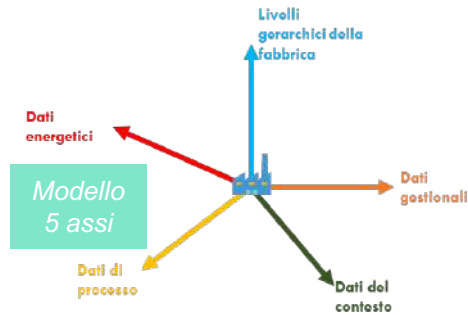 Livelli
gerarchici della
fabbrica
Dati
energetici
Modello
5 assi
Dati
gestionali
Dati di
processo
Dati del
contesto